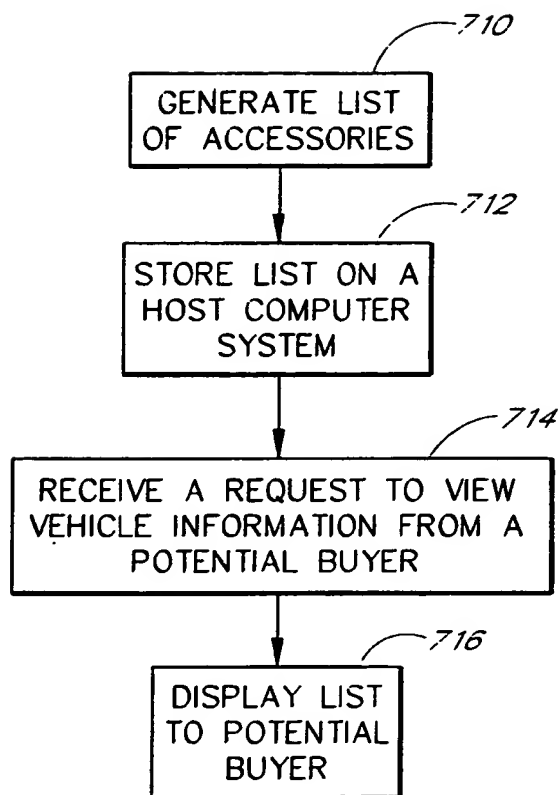 710
GENERATE LIST
OF ACCESSORIES
712
STORE LIST ON A
HOST COMPUTER
SYSTEM
714
RECEIVE A REQUEST TO VIEW
VEHICLE INFORMATION FROM A
POTENTIAL BUYER
716
DISPLAY LIST
TO POTENTIAL
BUYER